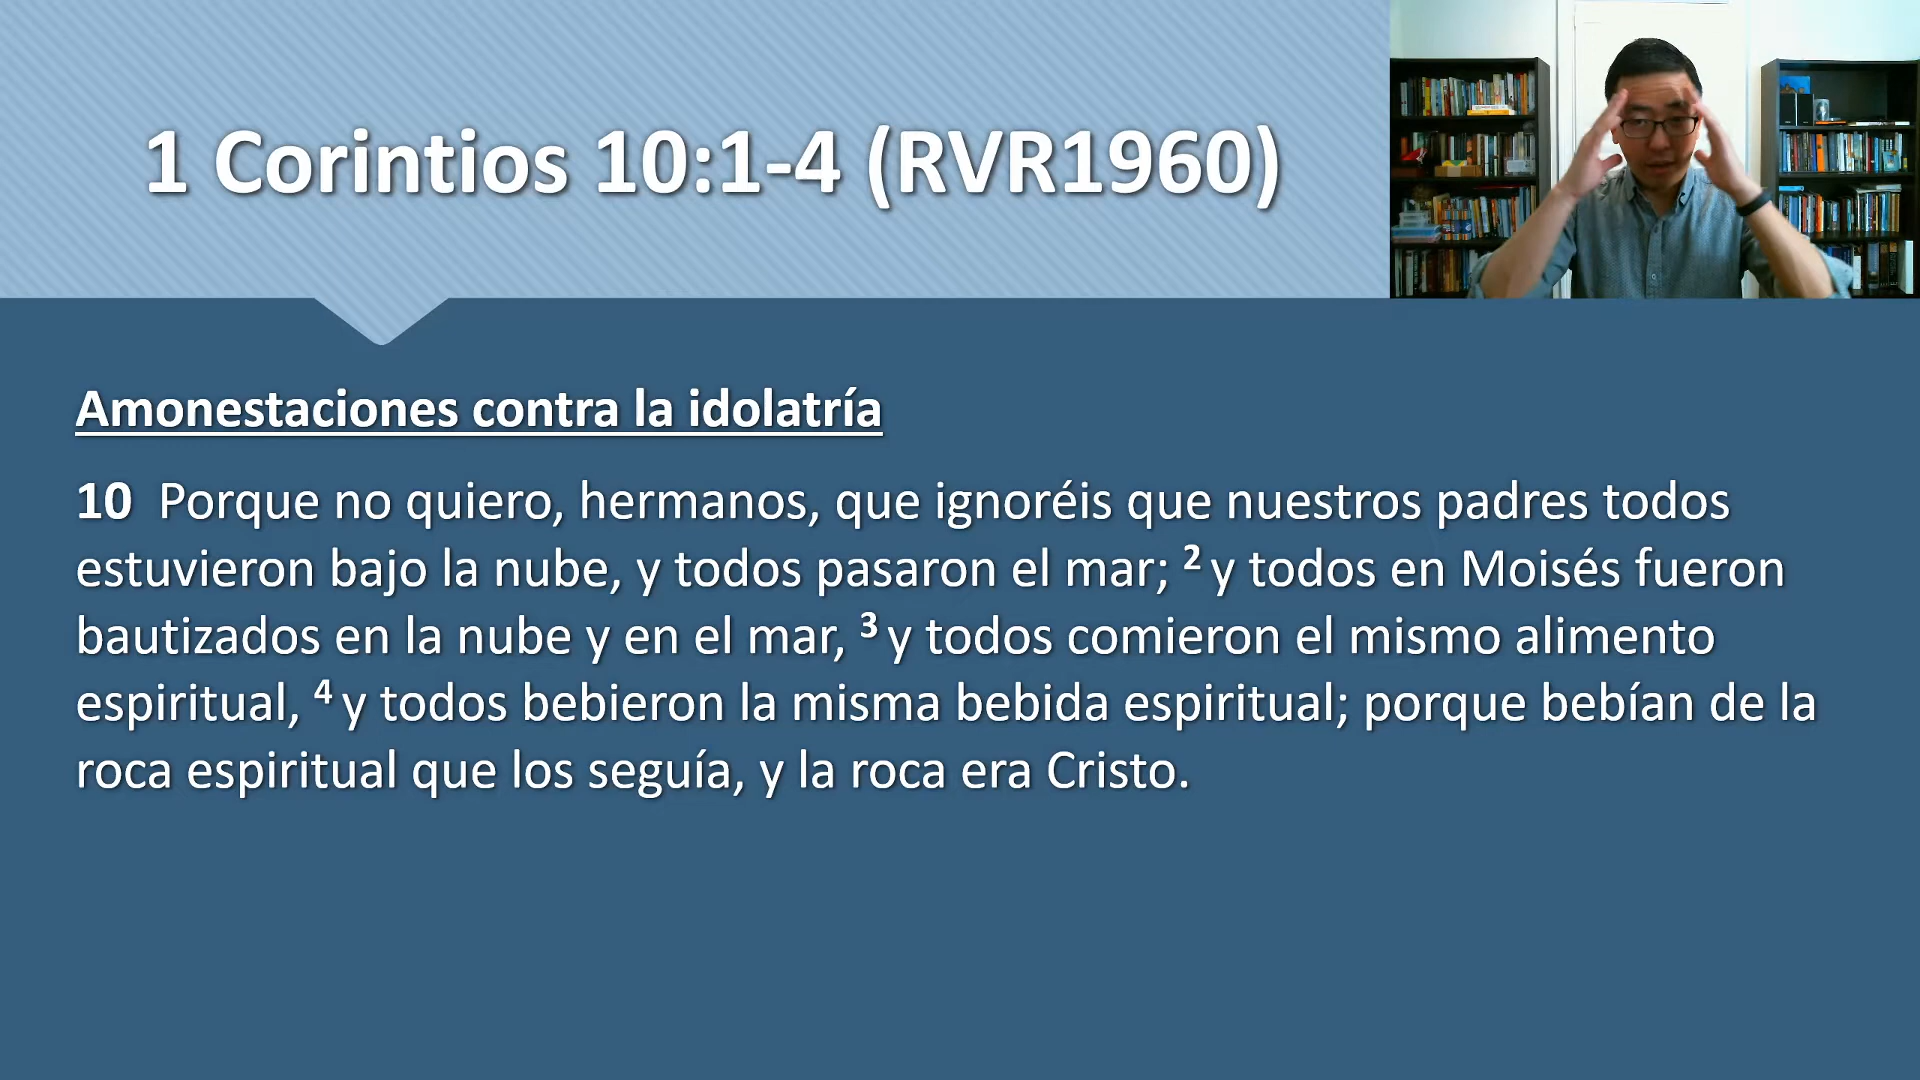 1 Corintios 10:1-4 (RVR1960)
Amonestaciones contra la idolatría
10 Porque no quiero, hermanos, que ignoréis que nuestros padres todos
estuvieron bajo la nube, y todos pasaron el mar; 2 y todos en Moisés fueron
bautizados en la nube y en el mar, 3 y todos comieron el mismo alimento
espiritual, 4 y todos bebieron la misma bebida espiritual; porque bebían de la
roca espiritual que los seguía, y la roca era Cristo.